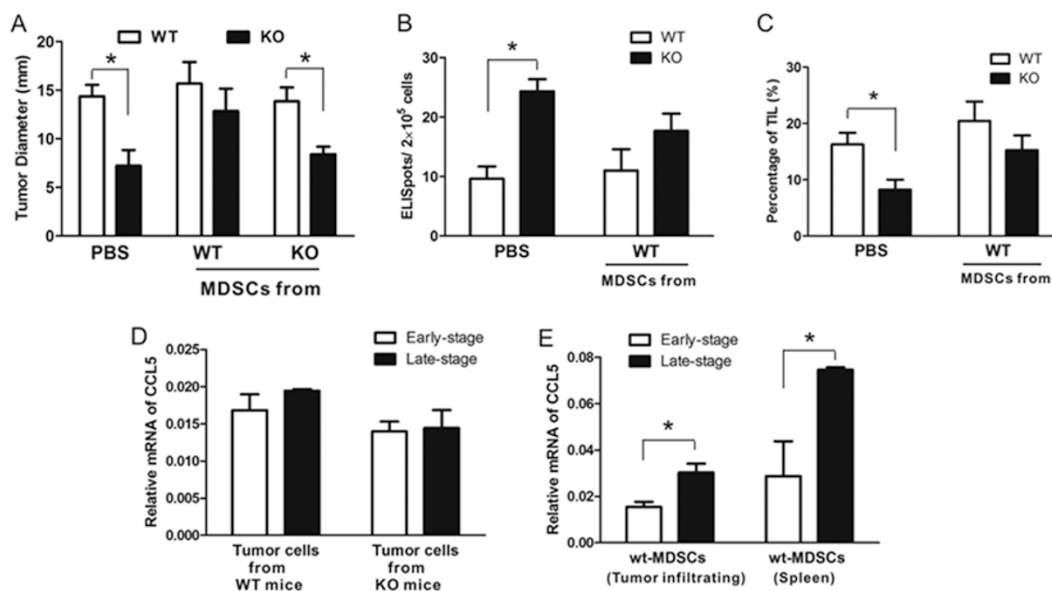 A
WT KO
Tumor Diameter (mm)
20
15
10
5
0
*
*
PBS WT KO
MDSCs from
B
WT
KO
ELISpots/ 2×10⁵ cells
30
20
10
0
*
PBS WT
MDSCs from
C
WT
KO
Percentage of TIL (%)
30
20
10
0
*
PBS WT
MDSCs from
D
Early-stage
Late-stage
Relative mRNA of CCL5
0.025
0.020
0.015
0.010
0.005
0.000
Tumor cells Tumor cells
from from
WT mice KO mice
E
Early-stage
Late-stage
Relative mRNA of CCL5
0.08
0.06
0.04
0.02
0.00
*
*
wt-MDSCs wt-MDSCs
(Tumor infiltrating) (Spleen)